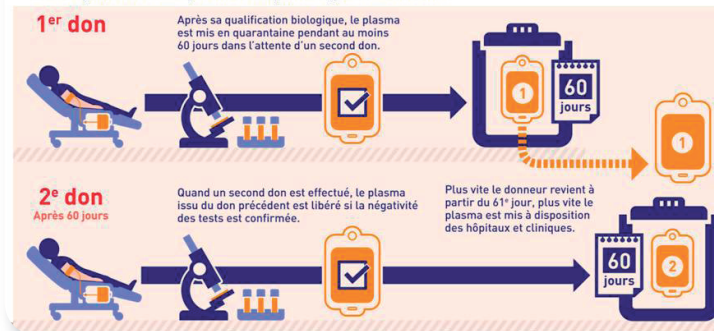 1er don
Après sa qualification biologique, le plasma
est mis en quarantaine pendant au moins
60 jours dans l'attente d'un second don.
1
60
jours
1
2e don
Après 60 jours
Quand un second don est effectué, le plasma
issu du don précédent est libéré si la négativité
des tests est confirmée.
Plus vite le donneur revient à
partir du 61e jour, plus vite le
plasma est mis à disposition
des hôpitaux et cliniques.
60
jours
2